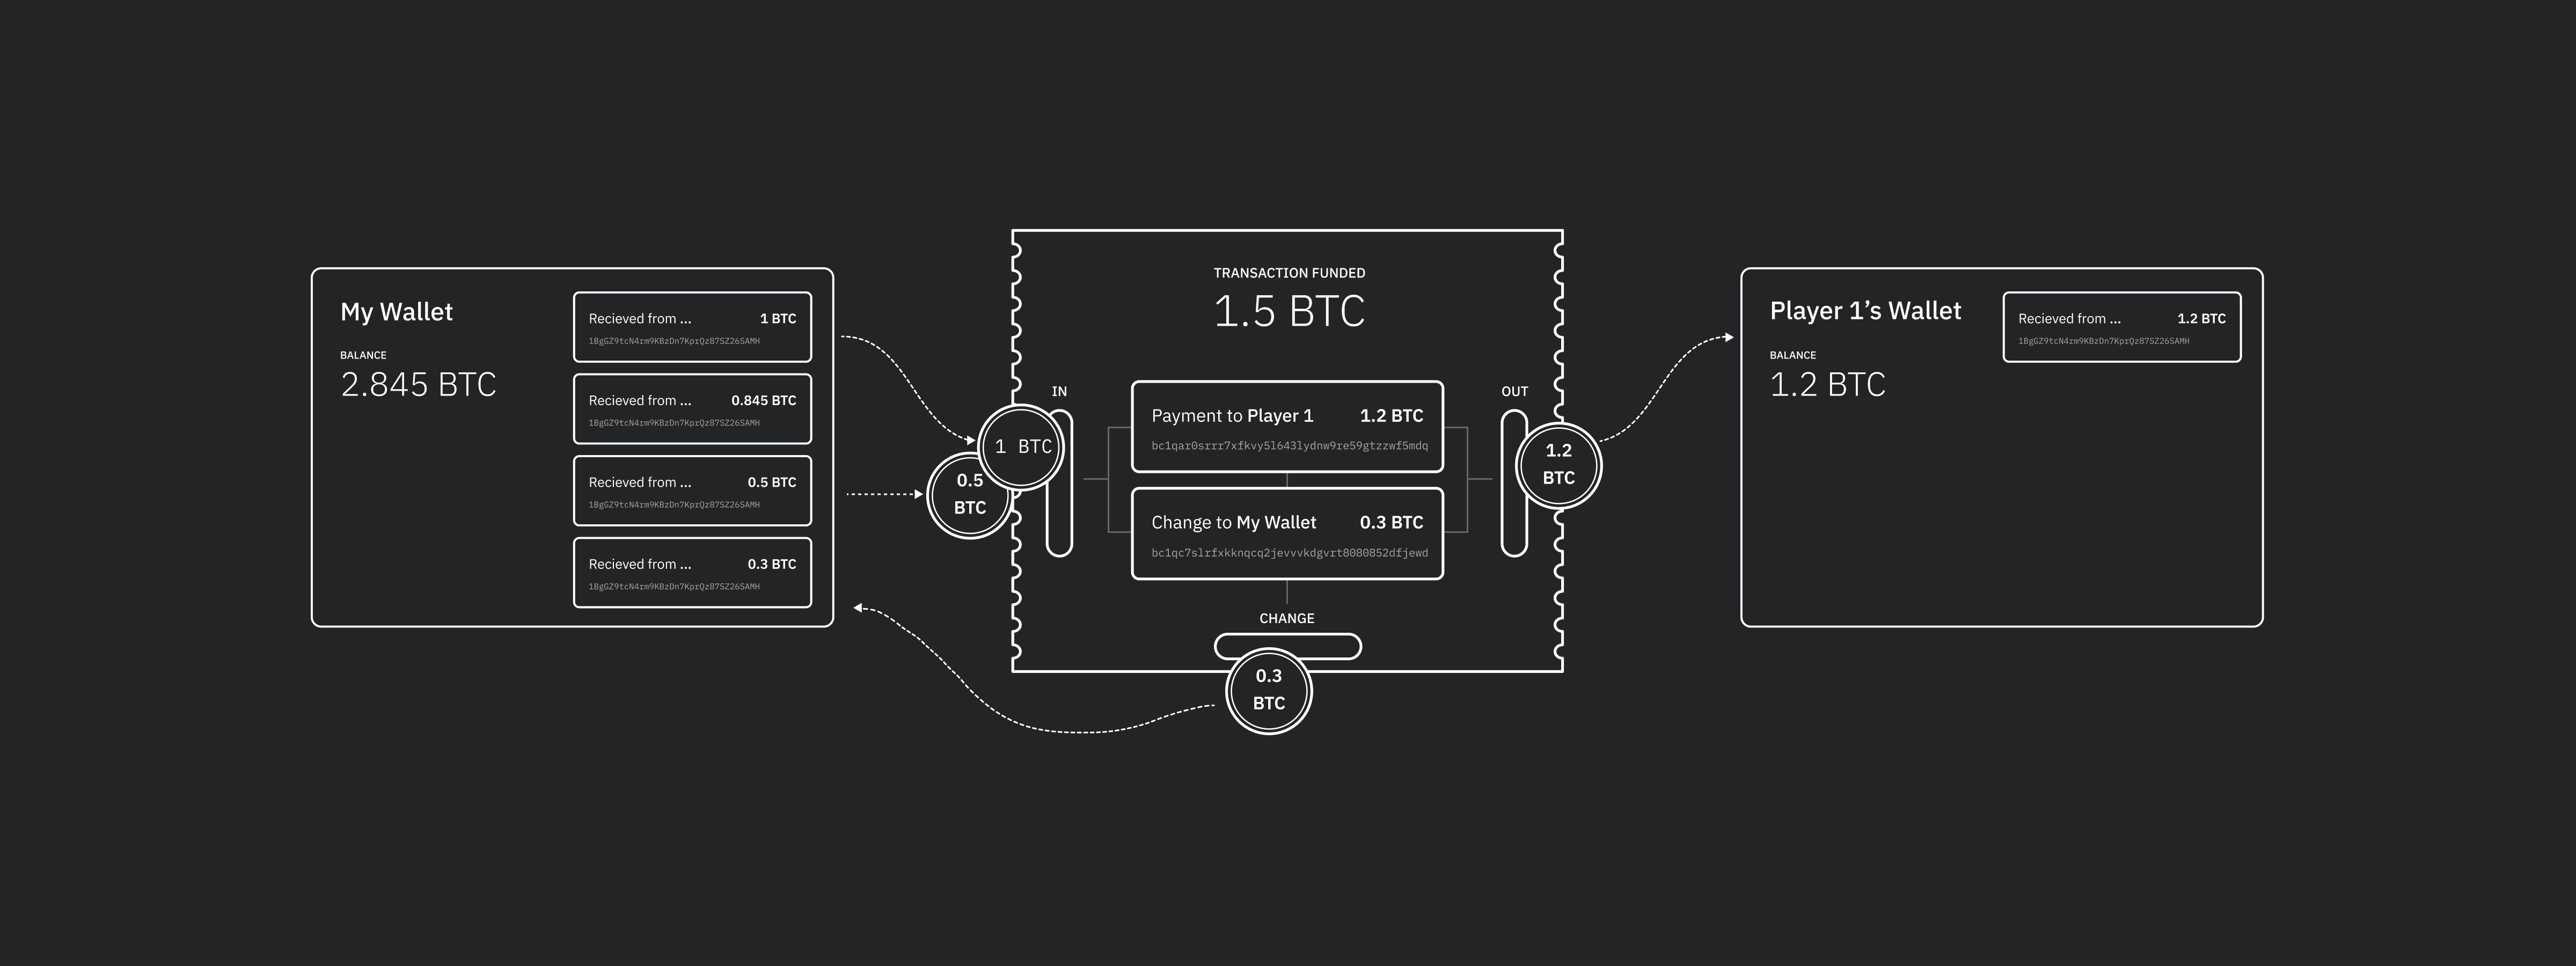 My Wallet
BALANCE
2.845 BTC
Recieved from ... 1 BTC
1BgGZ9tcN4rm9KBzDn7KprQz87SZ26SAMH
Recieved from ... 0.845 BTC
1BgGZ9tcN4rm9KBzDn7KprQz87SZ26SAMH
Recieved from ... 0.5 BTC
1BgGZ9tcN4rm9KBzDn7KprQz87SZ26SAMH
Recieved from ... 0.3 BTC
1BgGZ9tcN4rm9KBzDn7KprQz87SZ26SAMH
1 BTC
0.5
BTC
TRANSACTION FUNDED
1.5 BTC
IN
Payment to Player 1 1.2 BTC
bc1qar0srrr7xfkvy5l643lydnw9re59gtzzwf5mdq
Change to My Wallet 0.3 BTC
bc1qc7slrfxkknqcq2jevvvkdgvrt8080852dfjewd
CHANGE
0.3
BTC
OUT
1.2
BTC
Player 1’s Wallet
BALANCE
1.2 BTC
Recieved from ... 1.2 BTC
1BgGZ9tcN4rm9KBzDn7KprQz87SZ26SAMH